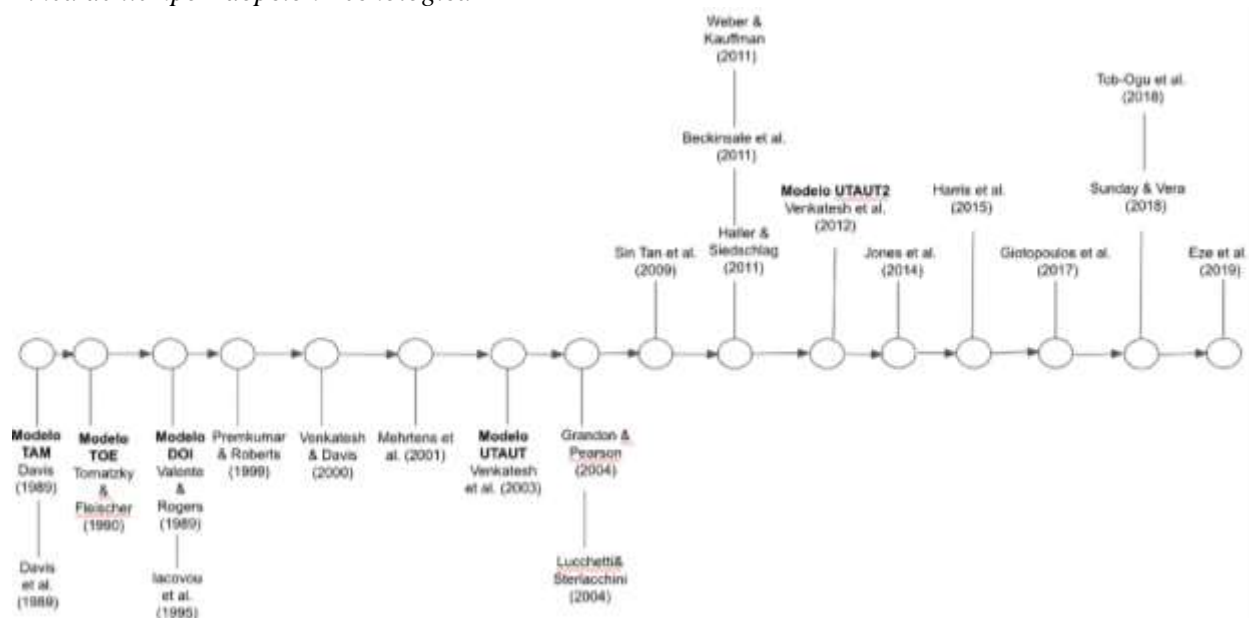 Weber &
Kauffman
(2011)
Tob-Ogu et al.
(2018)
Beckinsale et al.
(2011)
Modelo UTAUT2
Venkatesh et al.
(2012)
Harris et al.
(2015)
Sunday & Vera
(2018)
Sin Tan et al.
(2009)
Haller &
Siedschlag
(2011)
Jones et al.
(2014)
Giotopoulos et al.
(2017)
Eze et al.
(2019)
Modelo
TAM
Davis
(1989)
Davis
et al.
(1989)
Modelo
TOE
Tornatzky
&
Fleischer
(1990)
Modelo
DOI
Valente
&
Rogers
(1989)
Iacovou
et al.
(1995)
Premkumar
& Roberts
(1999)
Venkatesh
& Davis
(2000)
Mehrtens et
al. (2001)
Modelo
UTAUT
Venkatesh
et al. (2003)
Grandon &
Pearson
(2004)
Lucchetti&
Sterlacchini
(2004)